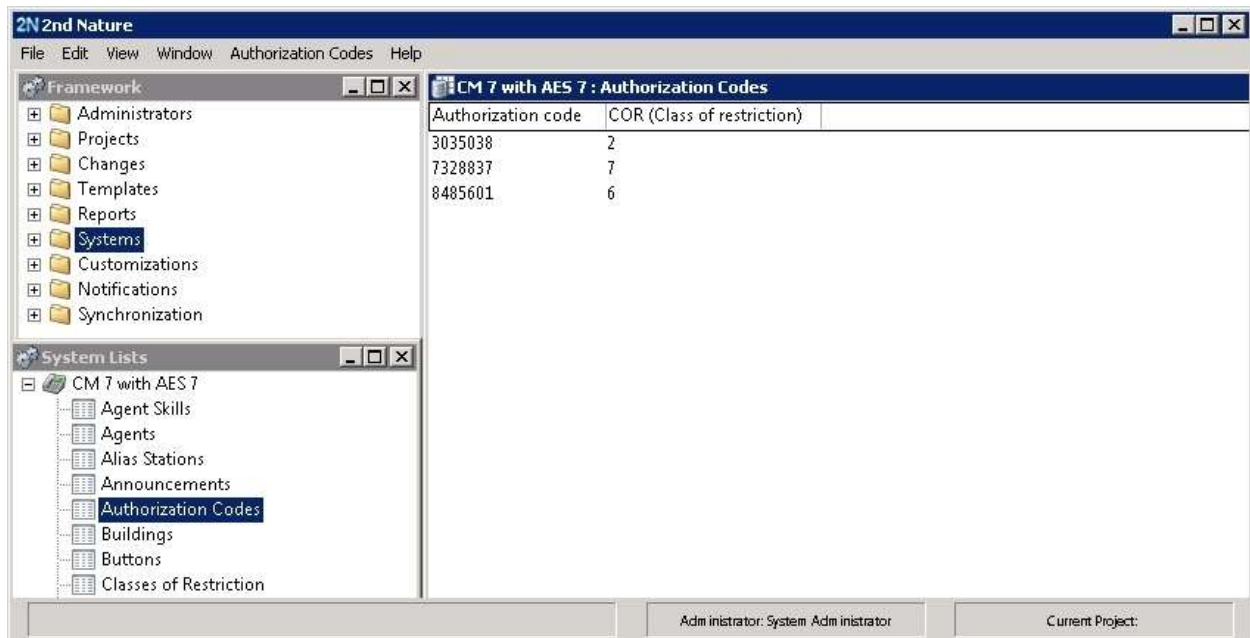 2N 2nd Nature
File Edit View Window Authorization Codes Help
Framework
Administrators
Projects
Changes
Templates
Reports
Systems
Customizations
Notifications
Synchronization
System Lists
CM 7 with AES 7
Agent Skills
Agents
Alias Stations
Announcements
Authorization Codes
Buildings
Buttons
Classes of Restriction
CM 7 with AES 7 : Authorization Codes
Authorization code COR (Class of restriction)
3035038 2
7328837 7
8485601 6
Administrator: System Administrator Current Project: